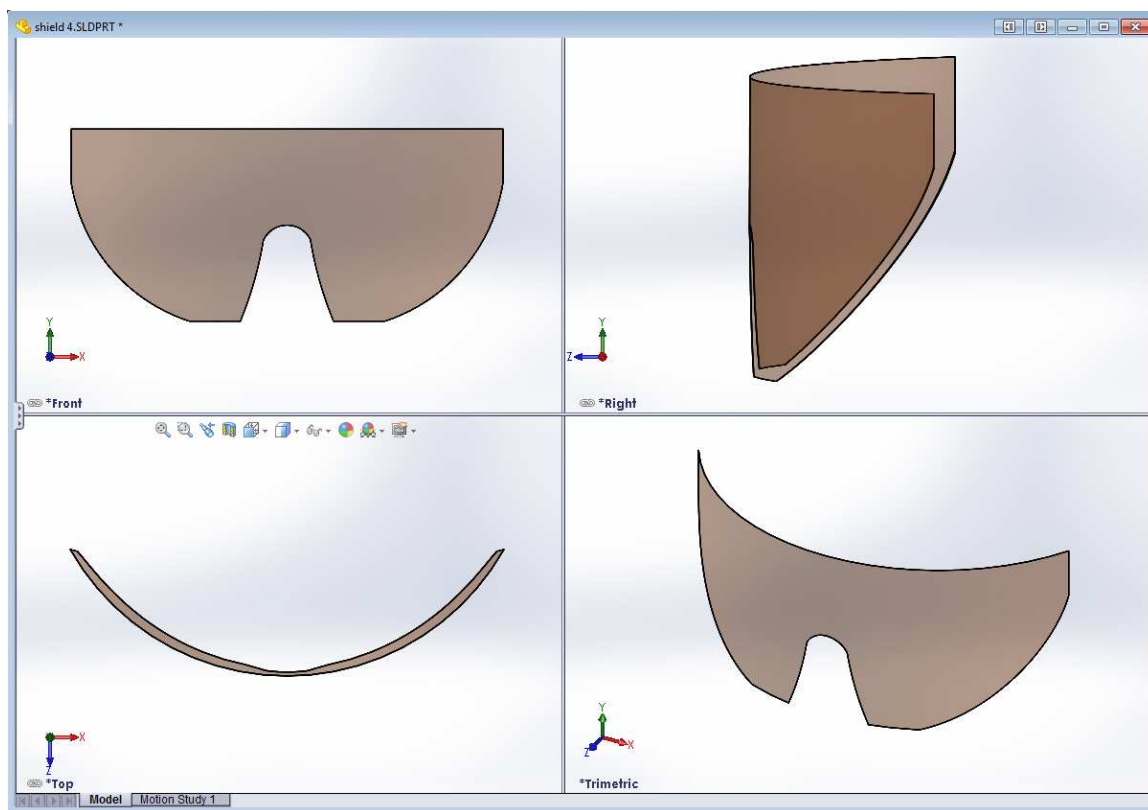 shield 4.SLDPRT *
Y
X
*Front
Y
Z
*Right
X
Z
*Top
Y
Z
X
*Trimetric
Model
Motion Study 1